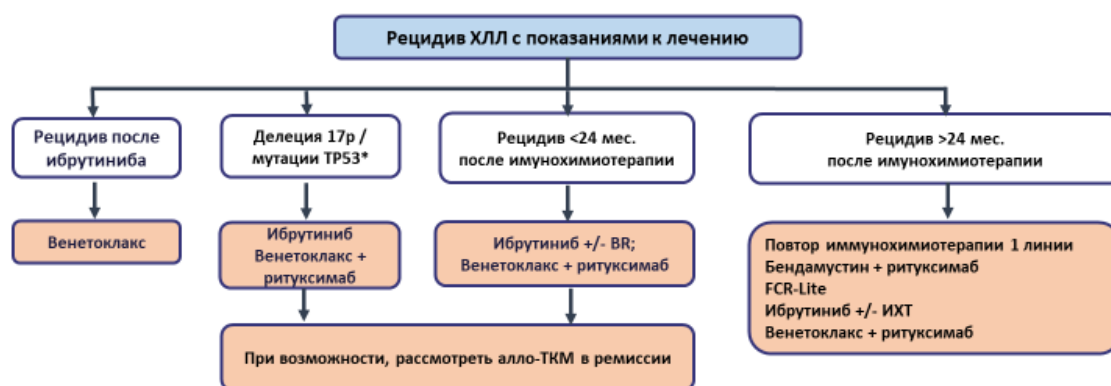 Рецидив ХЛЛ с показаниями к лечению
Рецидив после
ибрутиниба
Делеция 17p /
мутации TP53*
Рецидив <24 мес.
после имунохимиотерапии
Рецидив >24 мес.
после имунохимиотерапии
Венетоклакс
Ибрутиниб
Венетоклакс +
ритуксимаб
Ибрутиниб +/- BR;
Венетоклакс + ритуксимаб
Повтор иммунохимиотерапии 1 линии
Бендамустин + ритуксимаб
FCR-Lite
Ибрутиниб +/- ИХТ
Венетоклакс + ритуксимаб
При возможности, рассмотреть алло-ТКМ в ремиссии